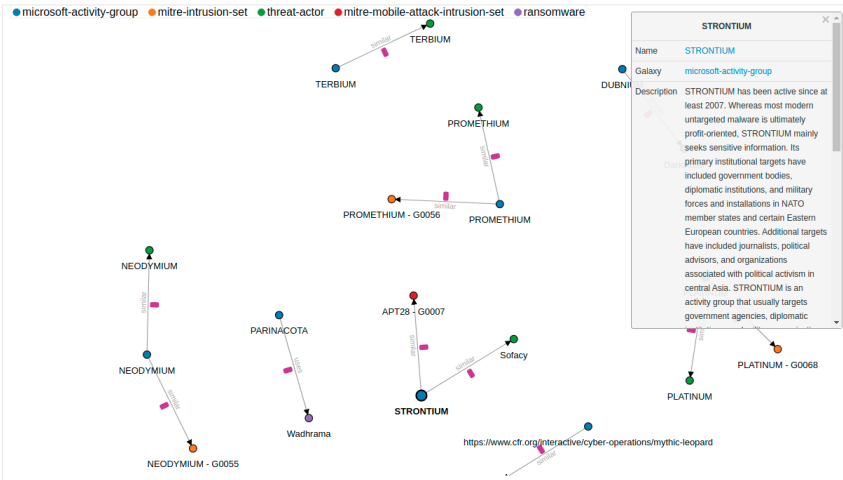 microsoft-activity-group mitre-intrusion-set threat-actor mitre-mobile-attack-intrusion-set ransomware
similar
TERBIUM
TERBIUM
PROMETHIUM
similar
similar
PROMETHIUM - G0056
PROMETHIUM
NEODYMIUM
similar
NEODYMIUM
similar
NEODYMIUM - G0055
PARINACOTA
uses
Wadhrama
APT28 - G0007
similar
similar
Sofacy
STRONTIUM
https://www.cfr.org/interactive/cyber-operations/mythic-leopard
similar
PLATINUM - G0068
PLATINUM
STRONTIUM
×
Name STRONTIUM
Galaxy microsoft-activity-group
Description STRONTIUM has been active since at
least 2007. Whereas most modern
untargeted malware is ultimately
profit-oriented, STRONTIUM mainly
seeks sensitive information. Its
primary institutional targets have
included government bodies,
diplomatic institutions, and military
forces and installations in NATO
member states and certain Eastern
European countries. Additional targets
have included journalists, political
advisors, and organizations
associated with political activism in
central Asia. STRONTIUM is an
activity group that usually targets
government agencies, diplomatic